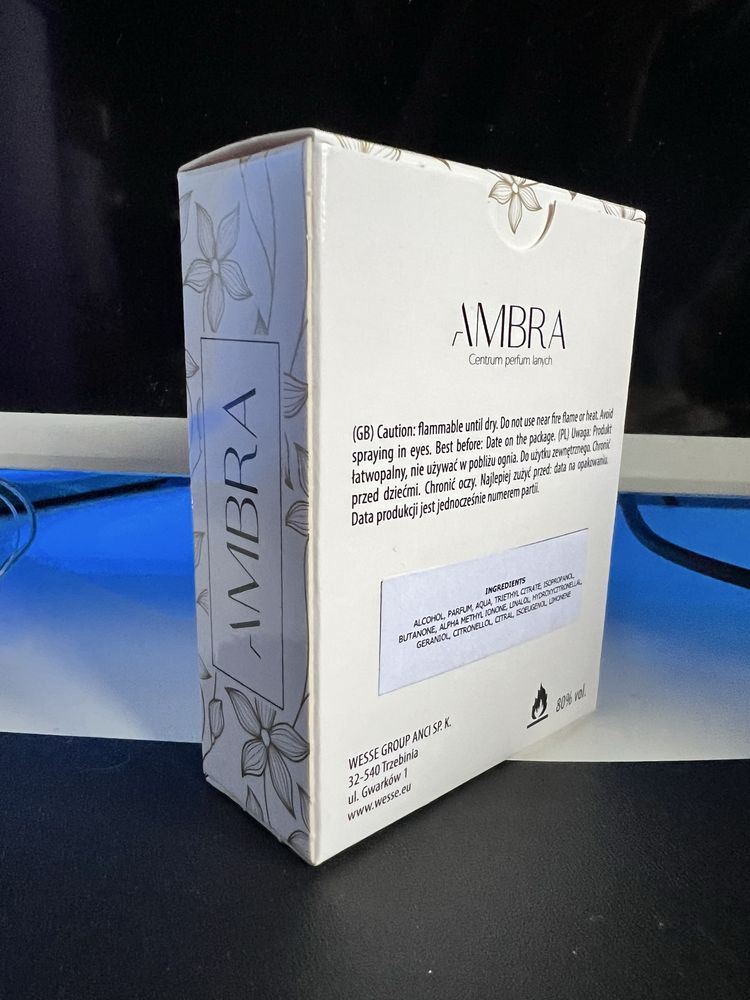 AMBRA
AMBRA
Centrum perfum lanych
(GB) Caution: flammable until dry. Do not use near fire flame or heat. Avoid
spraying in eyes. Best before: Date on the package. (PL) Uwaga: Produkt
łatwopalny, nie używać w pobliżu ognia. Do użytku zewnętrznego. Chronić
przed dziećmi. Chronić oczy. Najlepiej zużyć przed: data na opakowaniu.
Data produkcji jest jednocześnie numerem partii.
INGREDIENTS
ALCOHOL, PARFUM, AQUA, TRIETHYL CITRATE, ISOPROPANOL
BUTANONE, ALPHA METHYL IONONE, LINALOL, HYDROXYCITRONELLA,
GERANIOL, CITRONELLOL, CITRAL, ISOEUGENOL LIMONENE
80% vol.
WESSE GROUP ANCI SP. K.
32-540 Trzebinia
ul. Gwarków 1
www.wesse.eu